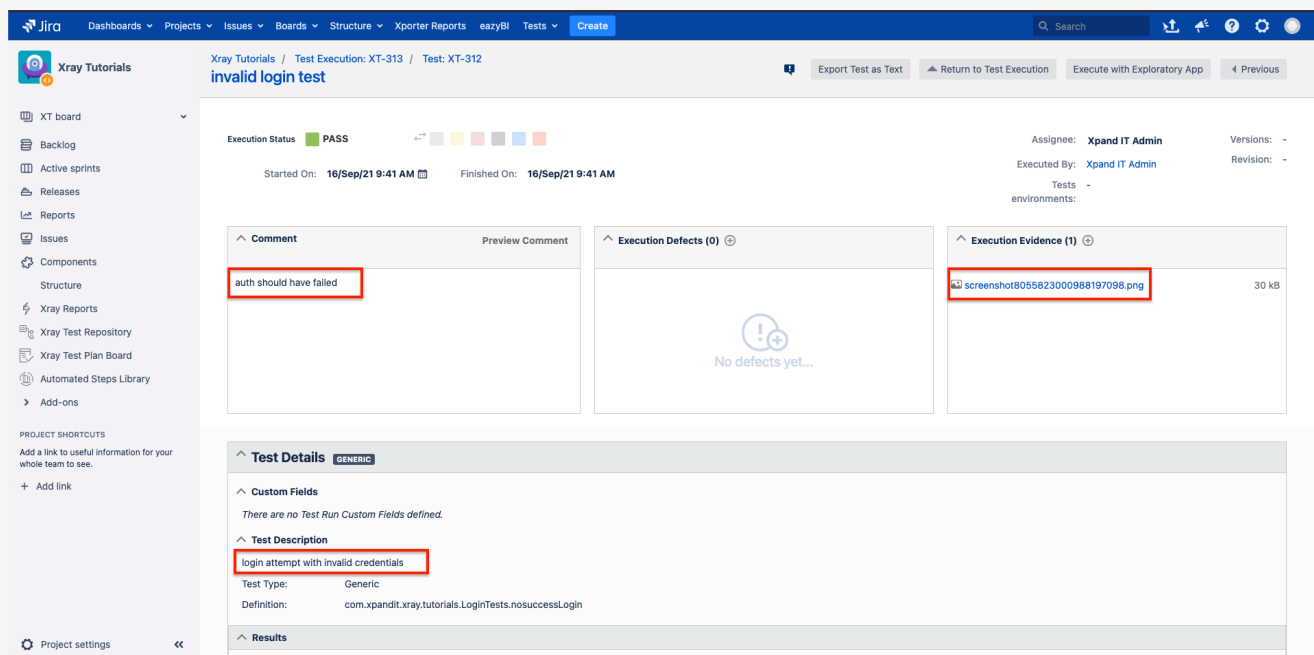 Jira Dashboards Projects Issues Boards Structure Xporter Reports eazyBI Tests Create Search
Xray Tutorials
XT board
Backlog
Active sprints
Releases
Reports
Issues
Components
Structure
Xray Reports
Xray Test Repository
Xray Test Plan Board
Automated Steps Library
Add-ons
PROJECT SHORTCUTS
Add a link to useful information for your
whole team to see.
+ Add link
Project settings
Xray Tutorials / Test Execution: XT-313 / Test: XT-312
invalid login test
Export Test as Text Return to Test Execution Execute with Exploratory App Previous
Execution Status PASS
Started On: 16/Sep/21 9:41 AM Finished On: 16/Sep/21 9:41 AM
Assignee: Xpand IT Admin Versions: -
Executed By: Xpand IT Admin Revision: -
Tests -
environments:
Comment Preview Comment
auth should have failed
Execution Defects (0)
No defects yet...
Execution Evidence (1)
screenshot8055823000988197098.png 30 kB
Test Details GENERIC
Custom Fields
There are no Test Run Custom Fields defined.
Test Description
login attempt with invalid credentials
Test Type: Generic
Definition: com.xpandit.xray.tutorials.LoginTests.nosuccessLogin
Results